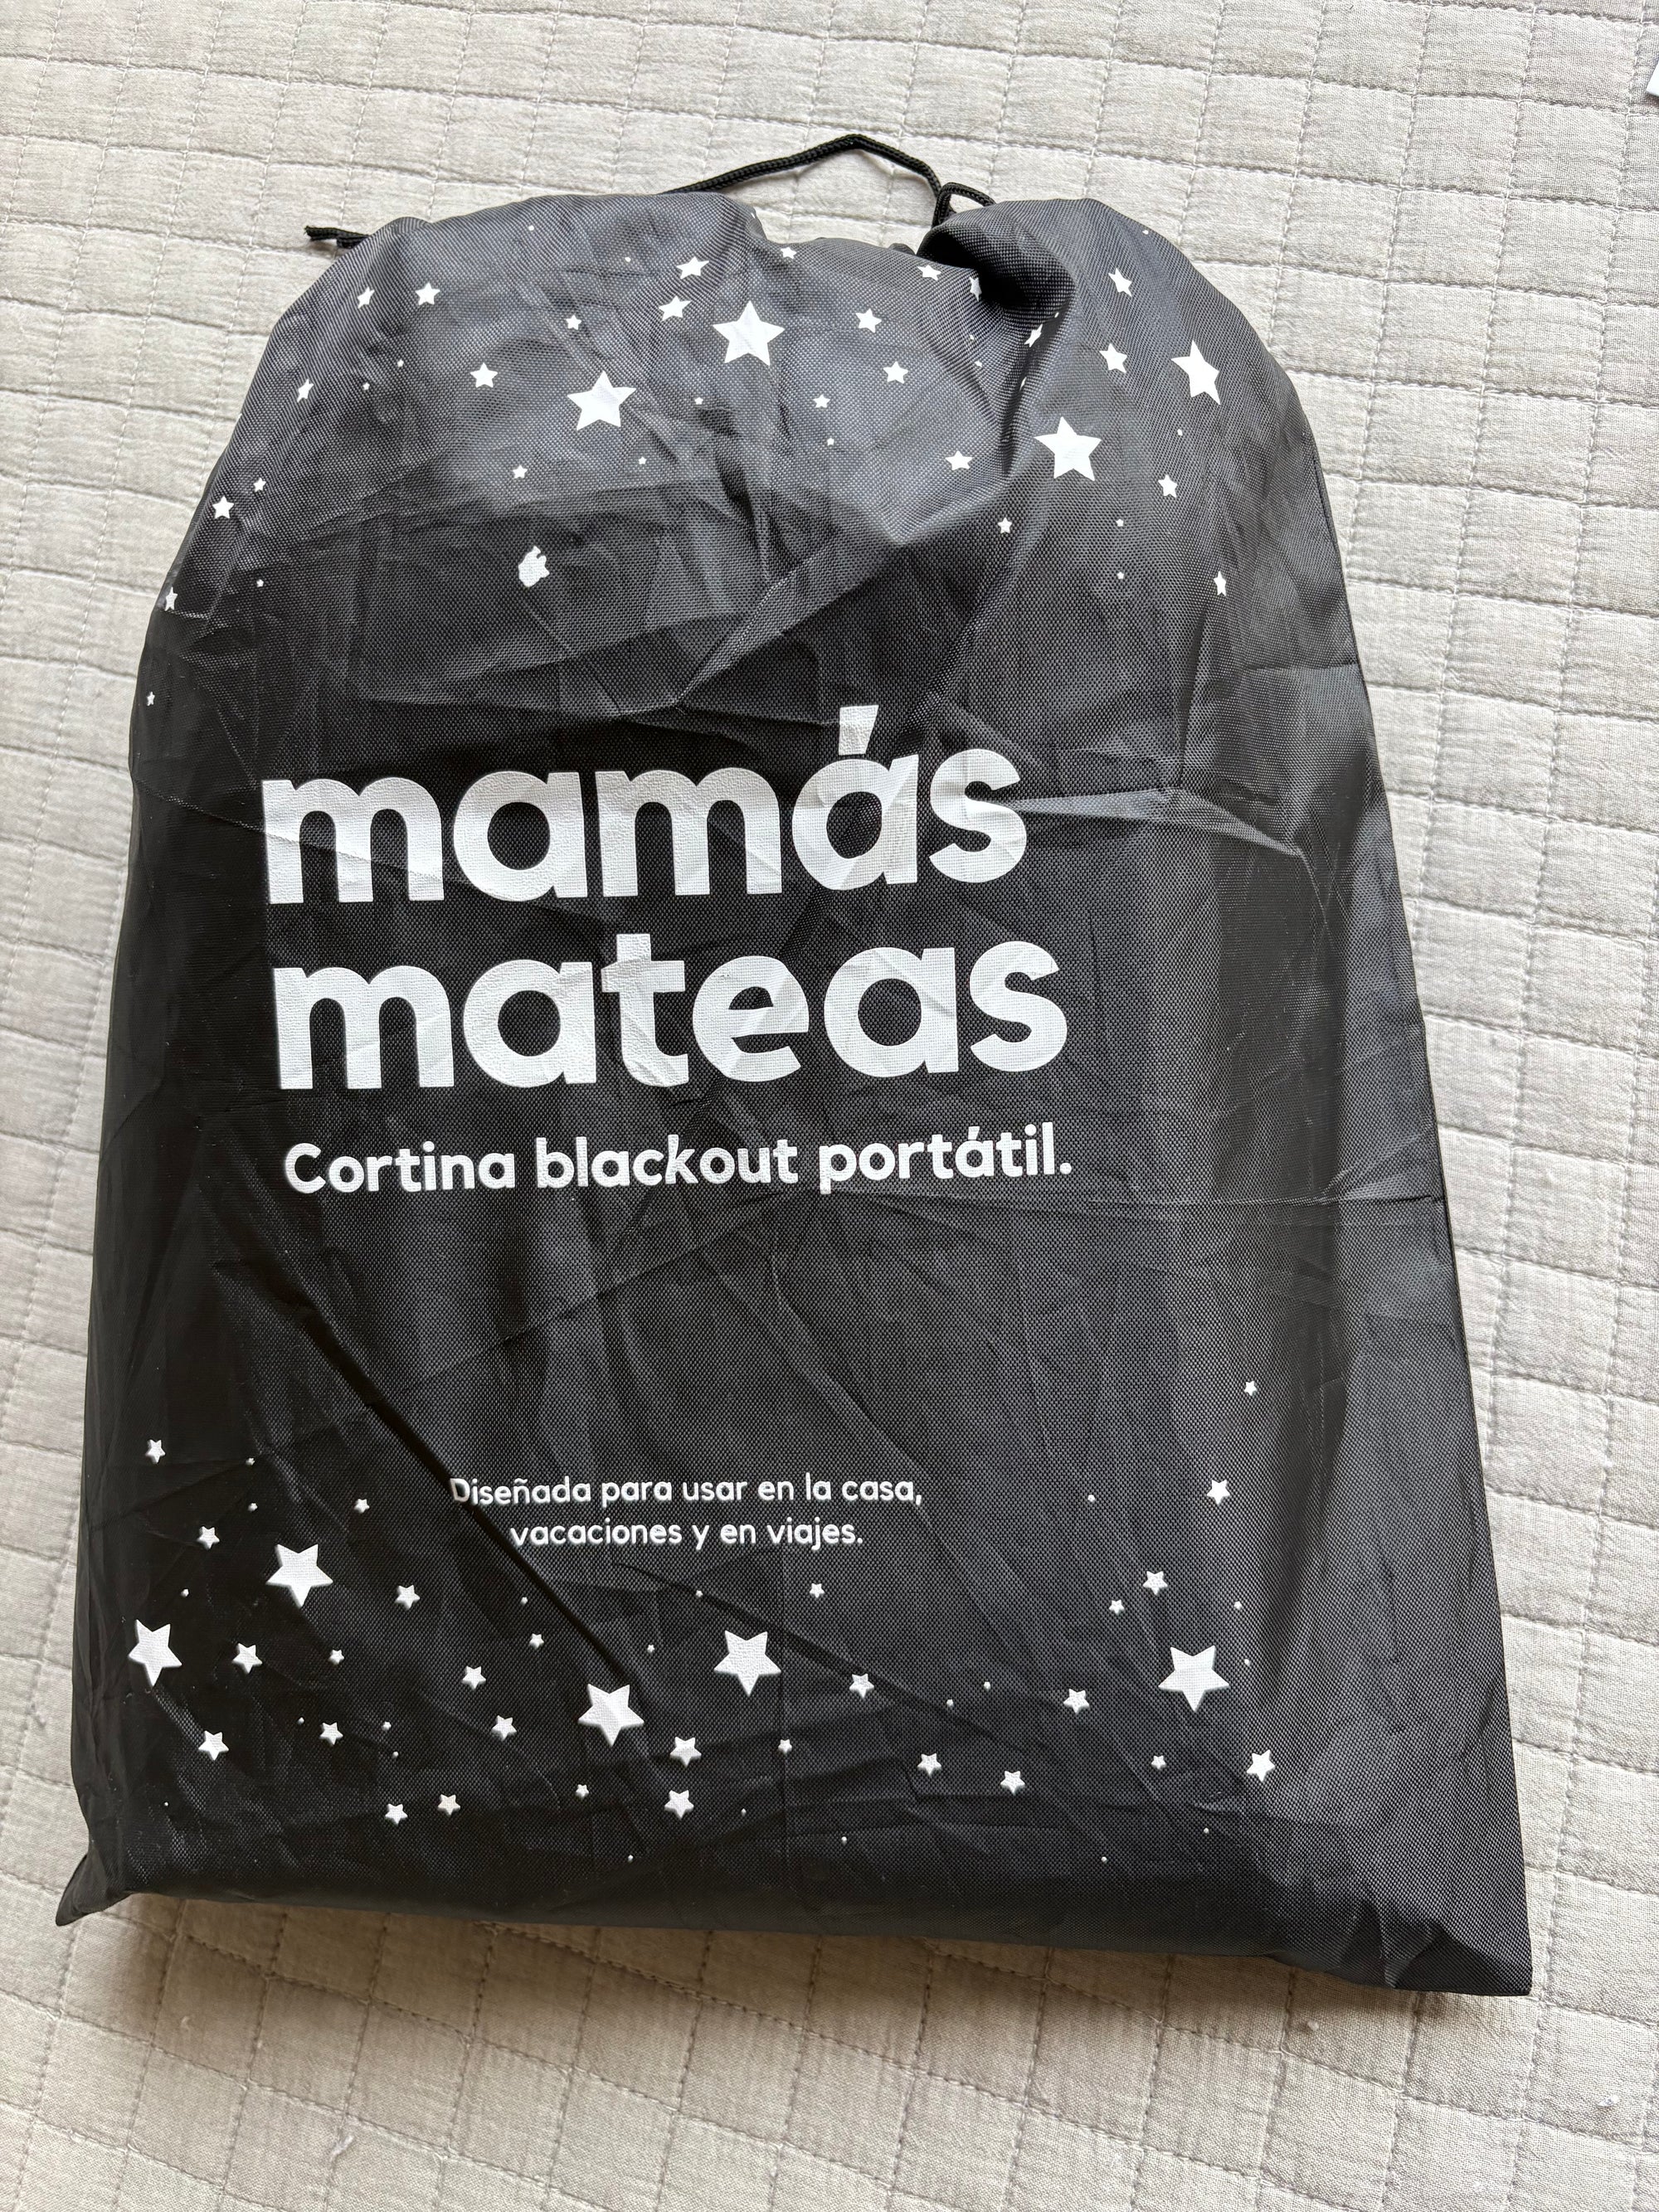 mamás
mateas
Cortina blackout portátil.
Diseñada para usar en la casa,
vacaciones y en viajes.